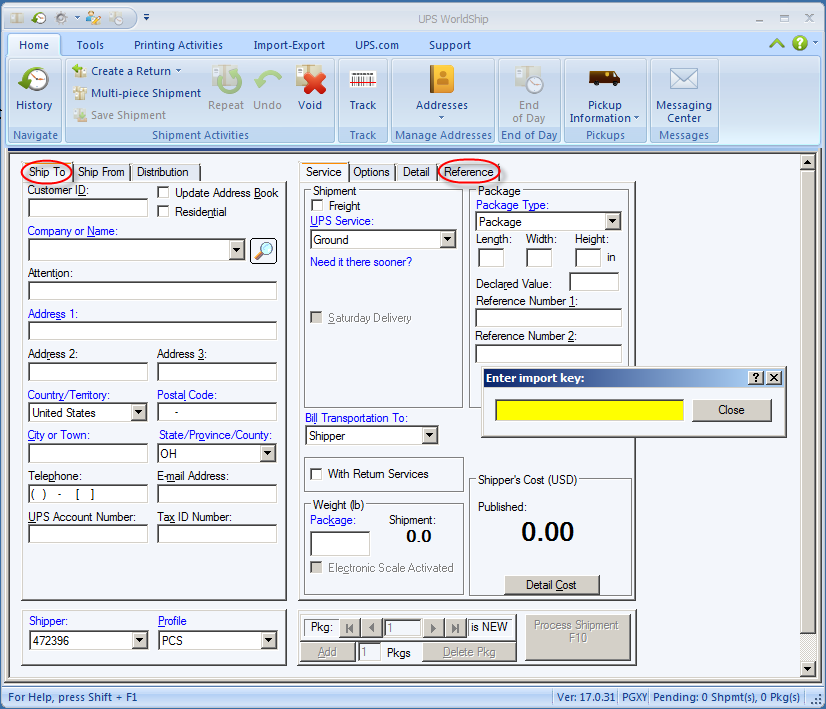 UPS WorldShip
Home Tools Printing Activities Import-Export UPS.com Support
History
Create a Return
Multi-piece Shipment
Save Shipment
Repeat Undo Void
Track
Addresses
End of Day
Pickup Information
Messaging Center
Navigate Shipment Activities Track Manage Addresses End of Day Pickups Messages
Ship To Ship From Distribution
Customer ID:
Update Address Book
Residential
Company or Name:
Attention:
Address 1:
Address 2: Address 3:
Country/Territory: Postal Code:
United States -
City or Town: State/Province/County:
OH
Telephone: E-mail Address:
( ) - [ ]
UPS Account Number: Tax ID Number:
Shipper: Profile
472396 PCS
Service Options Detail Reference
Shipment
Freight
UPS Service:
Ground
Need it there sooner?
Saturday Delivery
Bill Transportation To:
Shipper
With Return Services
Weight (lb)
Package: Shipment:
0.0
Electronic Scale Activated
Package
Package Type:
Package
Length: Width: Height:
in
Declared Value:
Reference Number 1:
Reference Number 2:
Enter import key:
Close
Shipper's Cost (USD)
Published:
0.00
Detail Cost
Pkg: 1 is NEW
Add 1 Pkgs Delete Pkg
Process Shipment
F10
For Help, press Shift + F1 Ver: 17.0.31 PGXY Pending: 0 Shpmt(s), 0 Pkg(s)